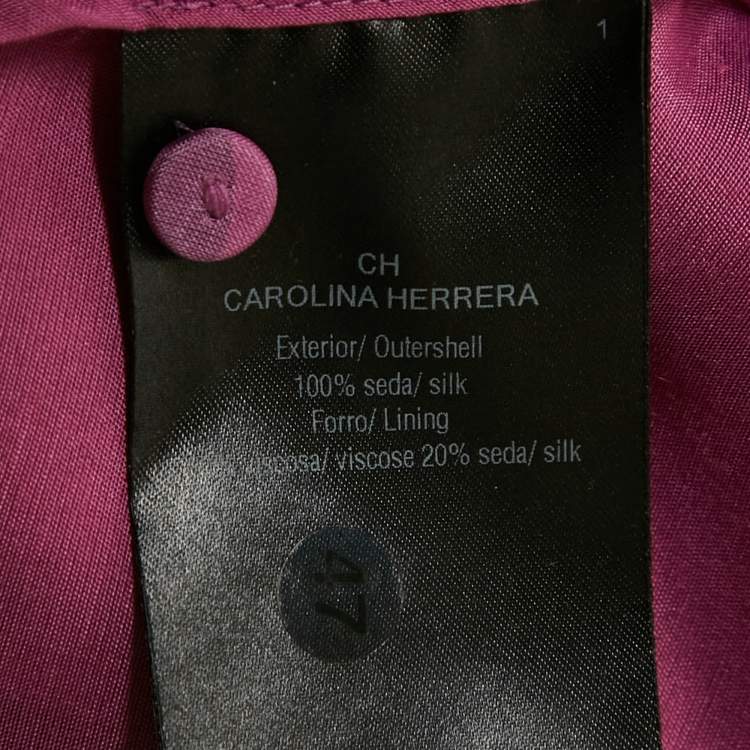 1
CH
CAROLINA HERRERA
Exterior/ Outershell
100% seda/ silk
Forro/ Lining
viscosa/ viscose 20% seda/ silk
47